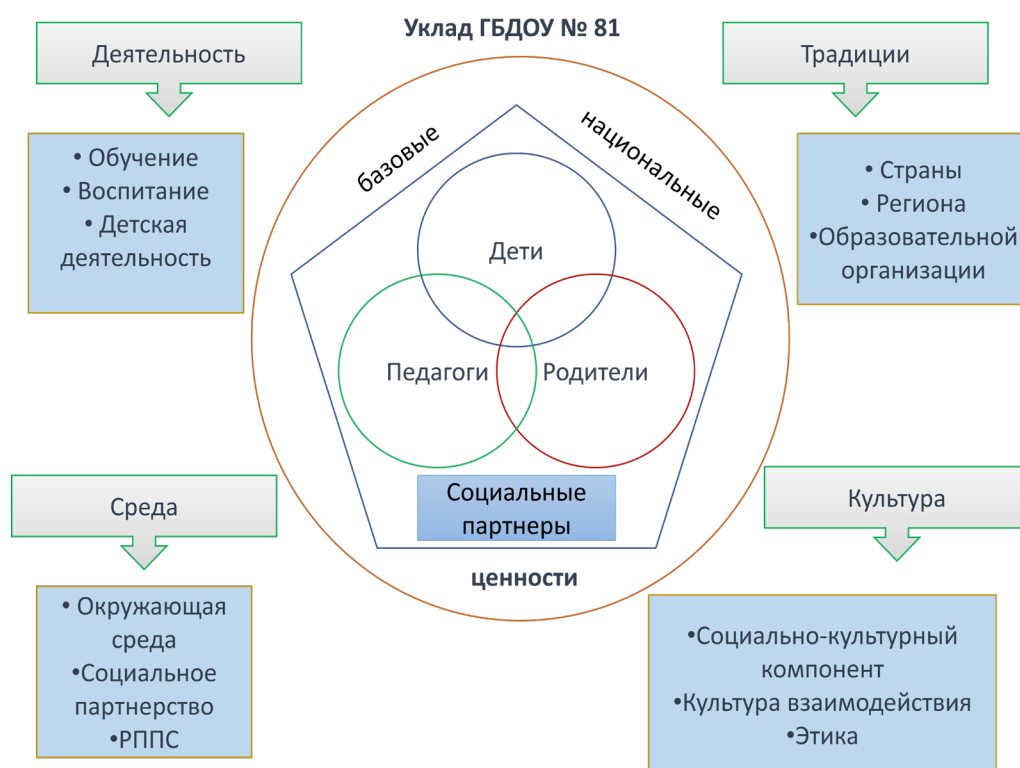 Уклад ГБДОУ № 81
Деятельность
• Обучение
• Воспитание
• Детская
деятельность
Традиции
• Страны
• Региона
•Образовательной
организации
базовые
национальные
Дети
Педагоги
Родители
Социальные
партнеры
ценности
Среда
• Окружающая
среда
•Социальное
партнерство
•РППС
Культура
•Социально-культурный
компонент
•Культура взаимодействия
•Этика